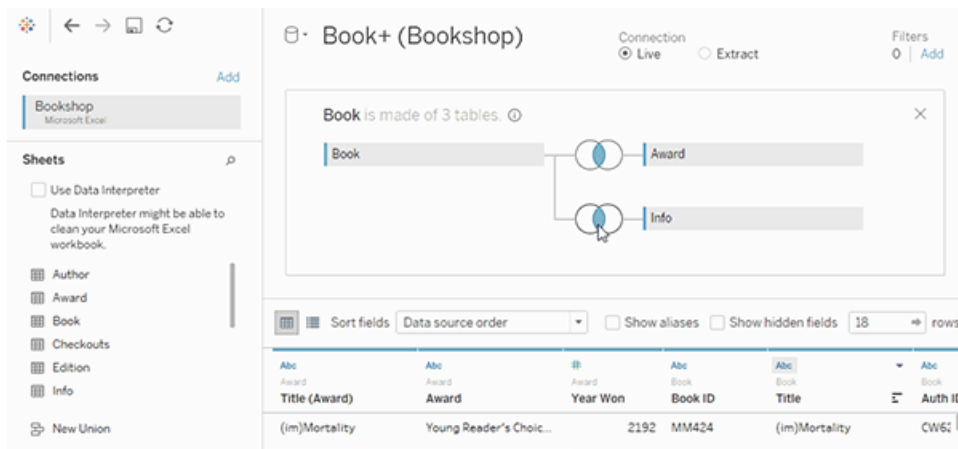 Book+ (Bookshop)
Connection
Live
Extract
Filters
0 | Add
Connections
Add
Bookshop
Microsoft Excel
Sheets
Use Data Interpreter
Data Interpreter might be able to
clean your Microsoft Excel
workbook.
Author
Award
Book
Checkouts
Edition
Info
New Union
Book is made of 3 tables.
Book
Award
Info
Sort fields
Data source order
Show aliases
Show hidden fields
18
rows
Abc
Abc
#
Abc
Abc
Abc
Award
Award
Award
Book
Book
Book
Title (Award)
Award
Year Won
Book ID
Title
Auth
(im)Mortality
Young Reader's Choic...
2192
MM424
(im)Mortality